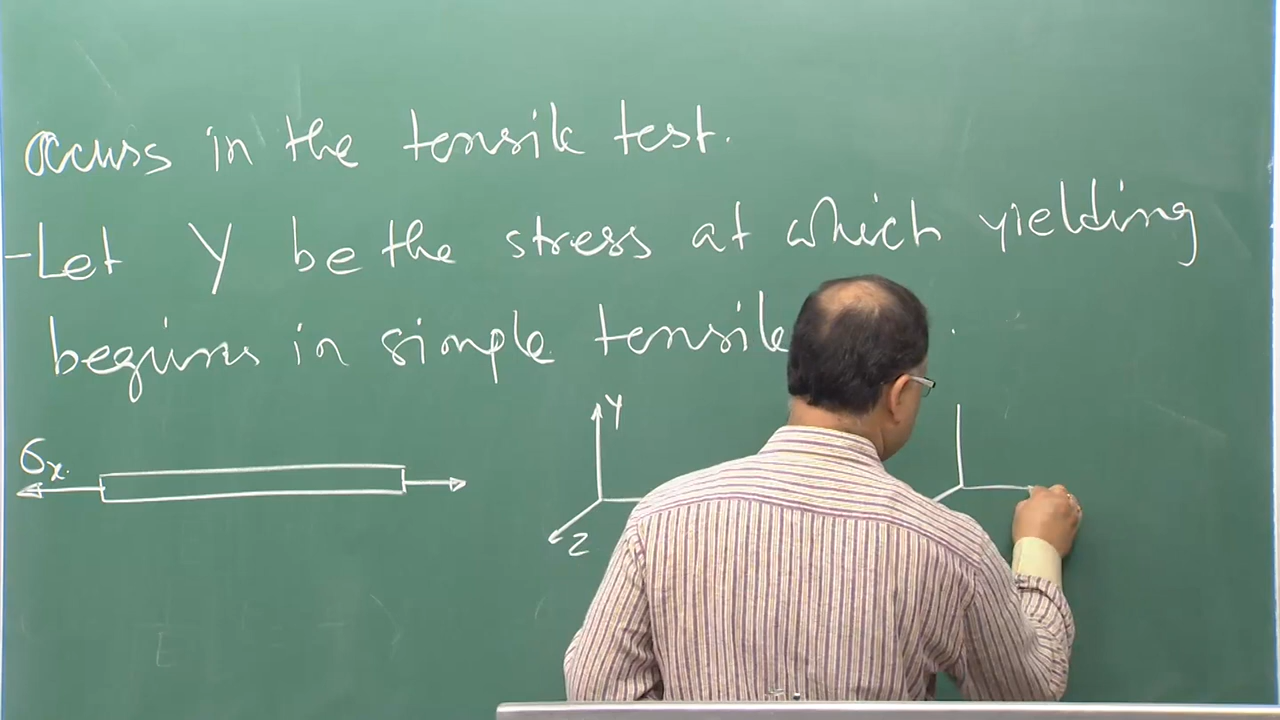 occurs in the tensile test.
-Let Y be the stress at which yielding
begins in simple tensile
σx
Y
Z